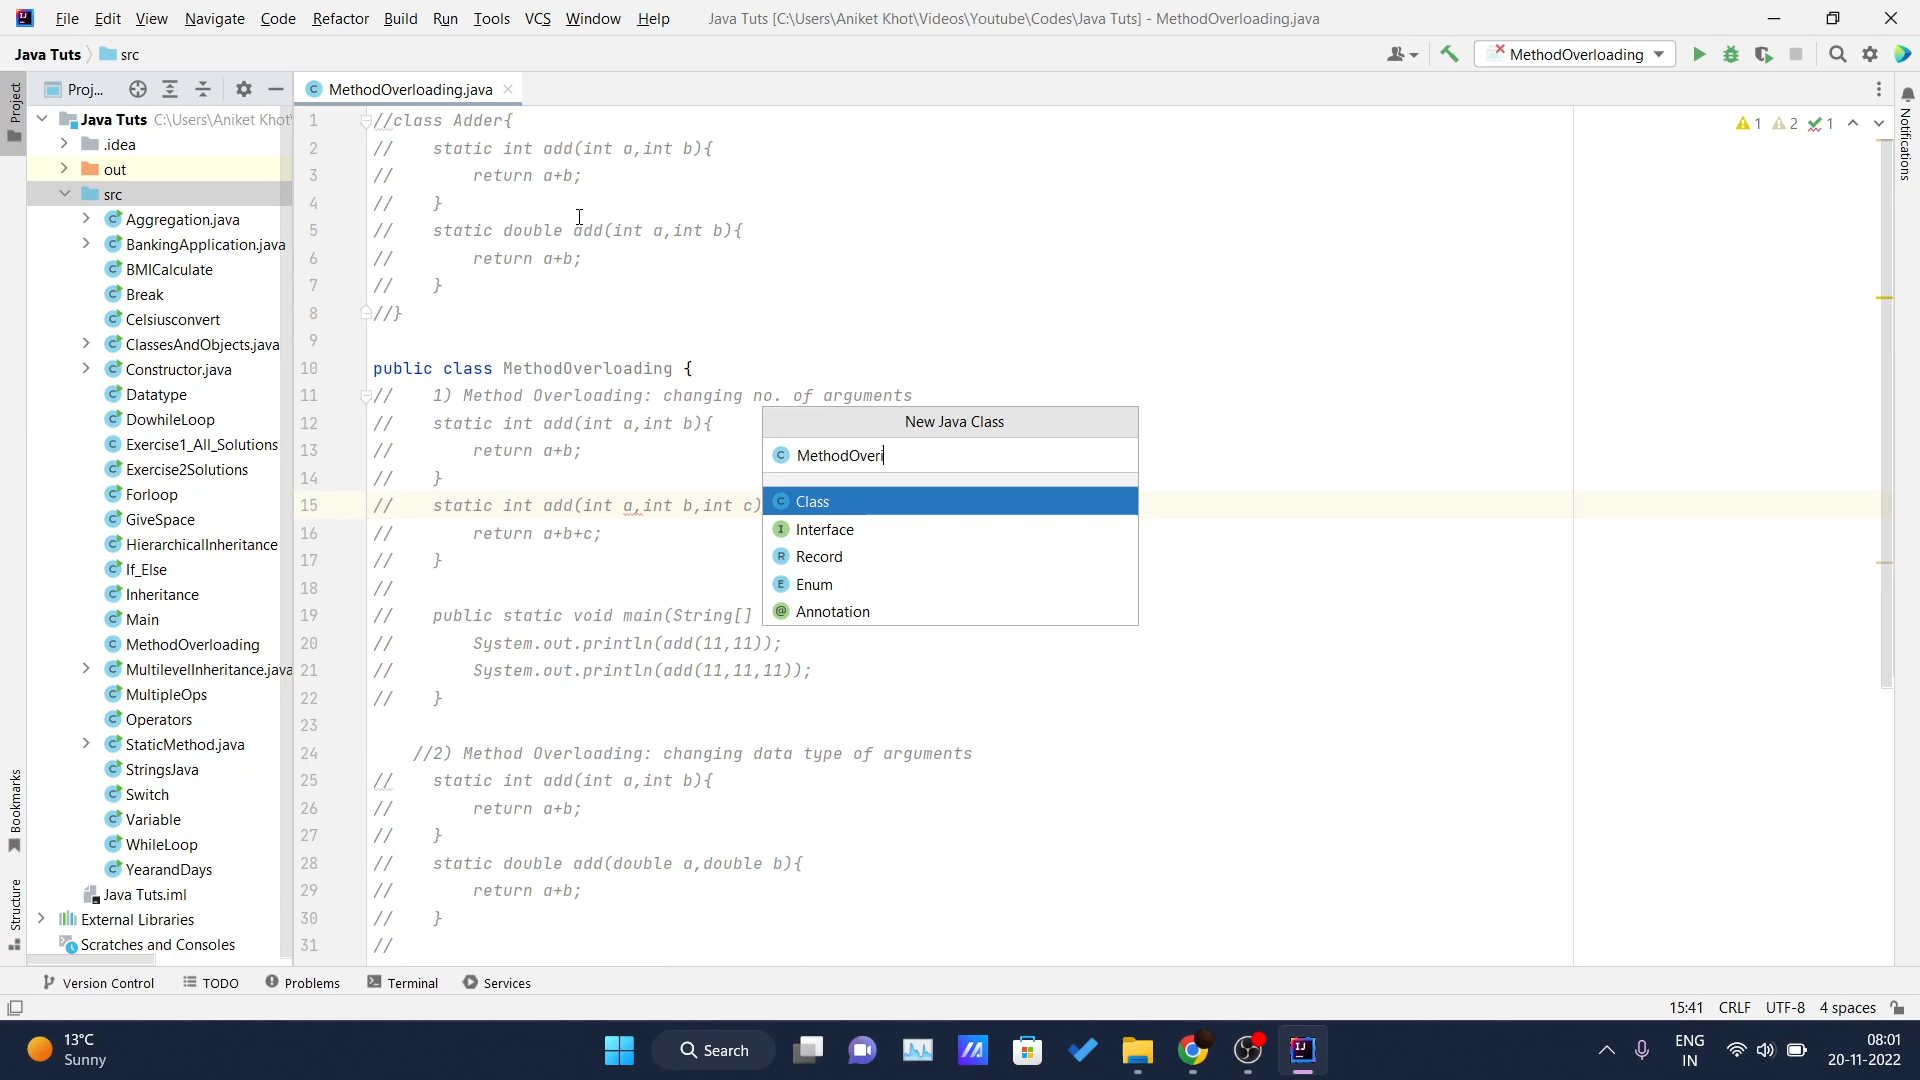 File Edit View Navigate Code Refactor Build Run Tools VCS Window Help Java Tuts [C:\Users\Aniket Khot\Videos\Youtube\Codes\Java Tuts] - MethodOverloading.java
Java Tuts src MethodOverloading
Project Proj... MethodOverloading.java
Java Tuts C:\Users\Aniket Khot\
.idea
out
src
Aggregation.java
BankingApplication.java
BMICalculate
Break
Celsiusconvert
ClassesAndObjects.java
Constructor.java
Datatype
DowhileLoop
Exercise1_All_Solutions
Exercise2Solutions
Forloop
GiveSpace
HierarchicalInheritance
If_Else
Inheritance
Main
MethodOverloading
MultilevelInheritance.java
MultipleOps
Operators
StaticMethod.java
StringsJava
Switch
Variable
WhileLoop
YearandDays
Java Tuts.iml
External Libraries
Scratches and Consoles
Bookmarks
Structure
1 //class Adder{
2 // static int add(int a,int b){
3 // return a+b;
4 // }
5 // static double add(int a,int b){
6 // return a+b;
7 // }
8 //}
9
10 public class MethodOverloading {
11 // 1) Method Overloading: changing no. of arguments
12 // static int add(int a,int b){
13 // return a+b;
14 // }
15 // static int add(int a,int b,int c)
16 // return a+b+c;
17 // }
18 //
19 // public static void main(String[]
20 // System.out.println(add(11,11));
21 // System.out.println(add(11,11,11));
22 // }
23
24 //2) Method Overloading: changing data type of arguments
25 // static int add(int a,int b){
26 // return a+b;
27 // }
28 // static double add(double a,double b){
29 // return a+b;
30 // }
31 //
1 2 1
Notifications
New Java Class
MethodOveri
Class
Interface
Record
Enum
Annotation
Version Control TODO Problems Terminal Services
15:41 CRLF UTF-8 4 spaces
13°C
Sunny
Search
ENG
IN
08:01
20-11-2022